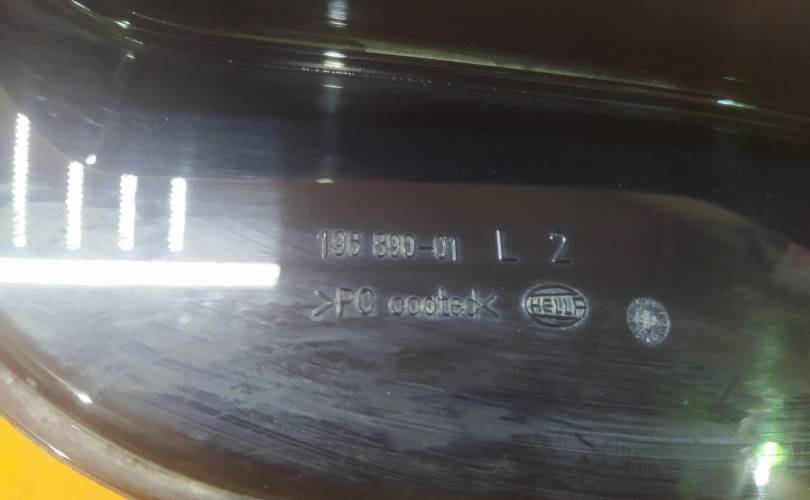 196 890-01 L 2
>PC coated<
HELLA